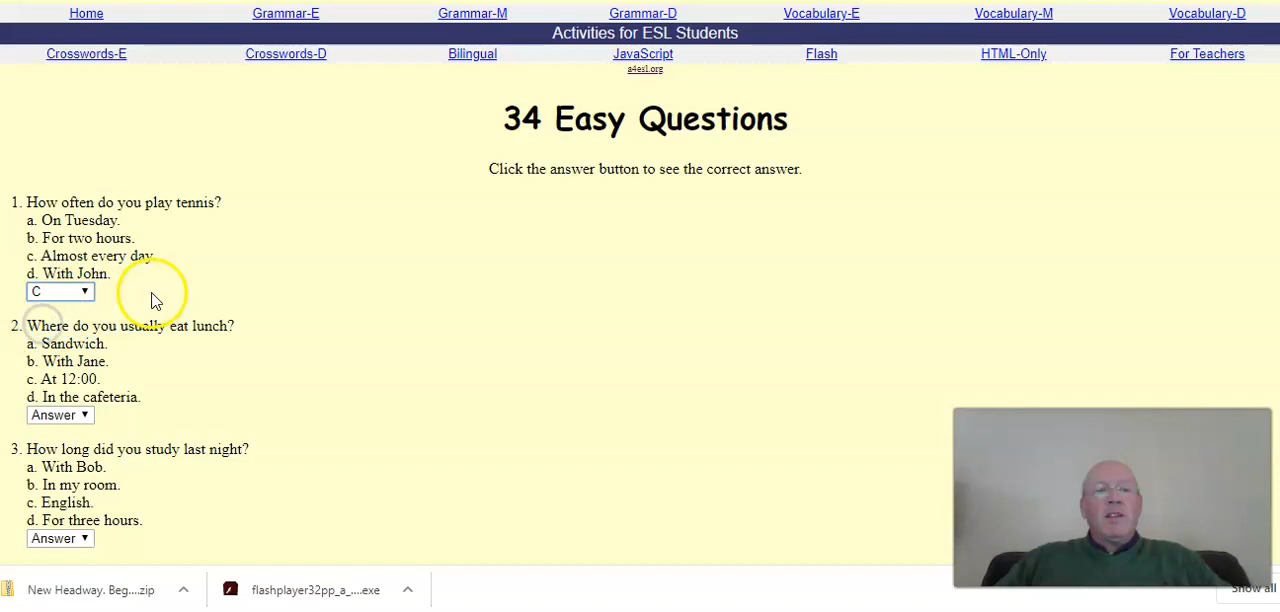 Home Grammar-E Grammar-M Grammar-D Vocabulary-E Vocabulary-M Vocabulary-D
Activities for ESL Students
Crosswords-E Crosswords-D Bilingual JavaScript Flash HTML-Only For Teachers
a4esl.org
34 Easy Questions
Click the answer button to see the correct answer.
1. How often do you play tennis?
a. On Tuesday.
b. For two hours.
c. Almost every day.
d. With John.
C
2. Where do you usually eat lunch?
a. Sandwich.
b. With Jane.
c. At 12:00.
d. In the cafeteria.
Answer
3. How long did you study last night?
a. With Bob.
b. In my room.
c. English.
d. For three hours.
Answer
New Headway. Beg....zip flashplayer32pp_a_....exe Show all